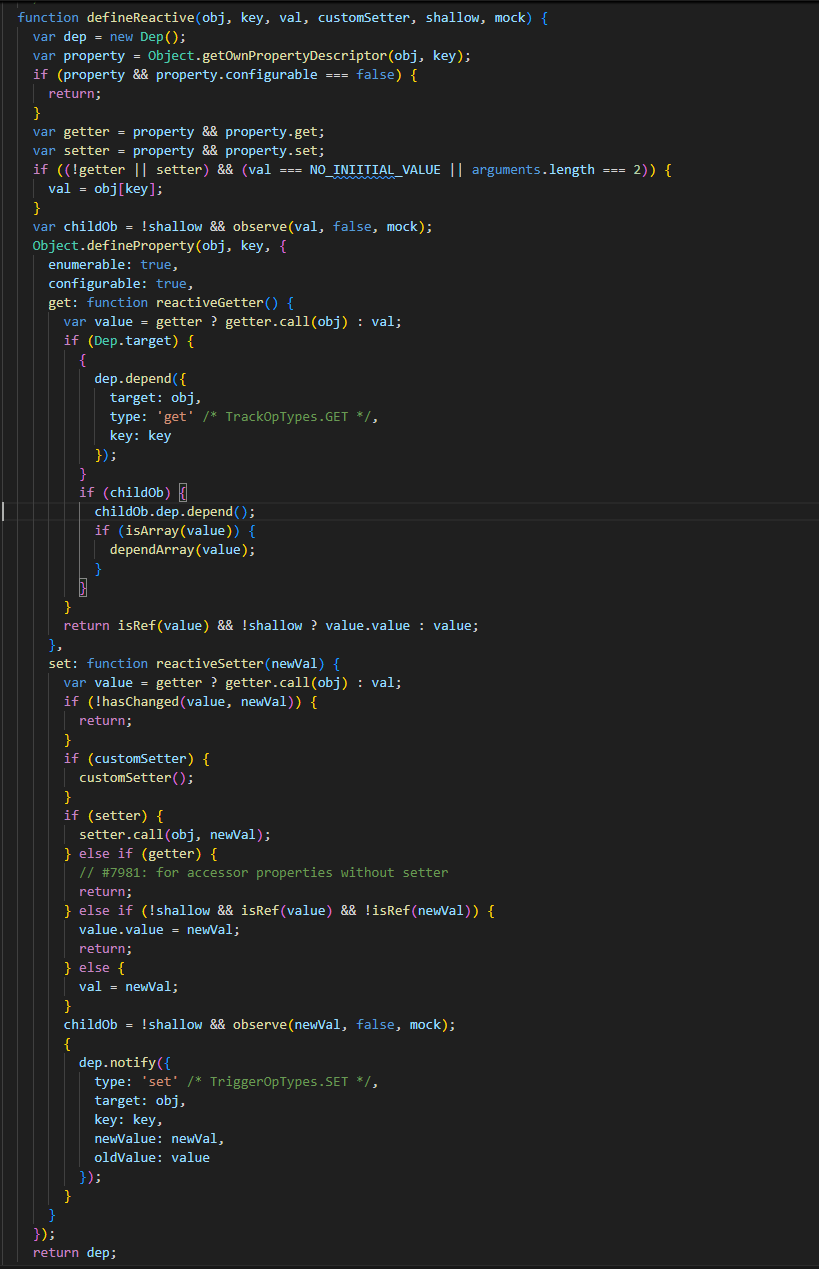 function defineReactive(obj, key, val, customSetter, shallow, mock) {
  var dep = new Dep();
  var property = Object.getOwnPropertyDescriptor(obj, key);
  if (property && property.configurable === false) {
    return;
  }
  var getter = property && property.get;
  var setter = property && property.set;
  if ((!getter || setter) && (val === NO_INIITIAL_VALUE || arguments.length === 2)) {
    val = obj[key];
  }
  var childOb = !shallow && observe(val, false, mock);
  Object.defineProperty(obj, key, {
    enumerable: true,
    configurable: true,
    get: function reactiveGetter() {
      var value = getter ? getter.call(obj) : val;
      if (Dep.target) {
        {
          dep.depend({
            target: obj,
            type: 'get' /* TrackOpTypes.GET */,
            key: key
          });
        }
        if (childOb) {
          childOb.dep.depend();
          if (isArray(value)) {
            dependArray(value);
          }
        }
      }
      return isRef(value) && !shallow ? value.value : value;
    },
    set: function reactiveSetter(newVal) {
      var value = getter ? getter.call(obj) : val;
      if (!hasChanged(value, newVal)) {
        return;
      }
      if (customSetter) {
        customSetter();
      }
      if (setter) {
        setter.call(obj, newVal);
      } else if (getter) {
        // #7981: for accessor properties without setter
        return;
      } else if (!shallow && isRef(value) && !isRef(newVal)) {
        value.value = newVal;
        return;
      } else {
        val = newVal;
      }
      childOb = !shallow && observe(newVal, false, mock);
      {
        dep.notify({
          type: 'set' /* TriggerOpTypes.SET */,
          target: obj,
          key: key,
          newValue: newVal,
          oldValue: value
        });
      }
    }
  });
  return dep;